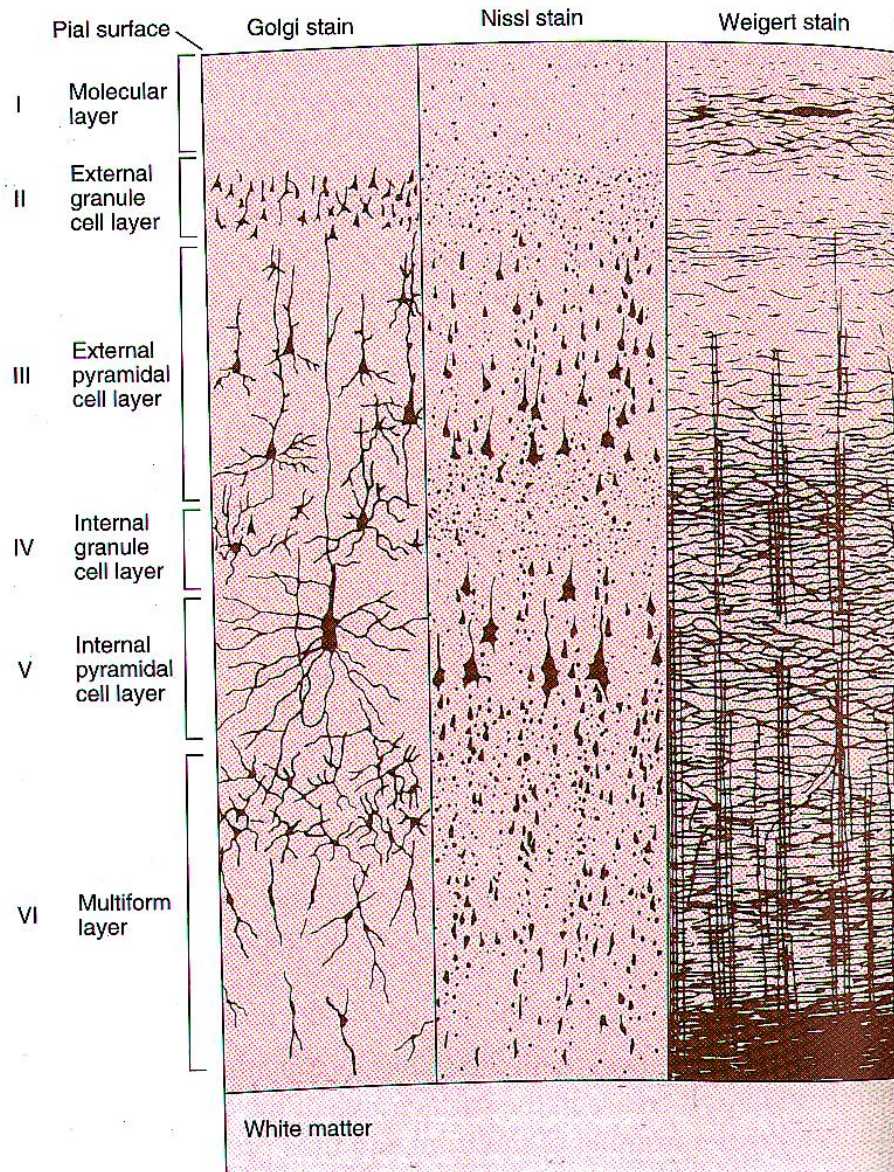 Pial surface
Golgi stain
Nissl stain
Weigert stain
I
Molecular
layer
II
External
granule
cell layer
III
External
pyramidal
cell layer
IV
Internal
granule
cell layer
V
Internal
pyramidal
cell layer
VI
Multiform
layer
White matter